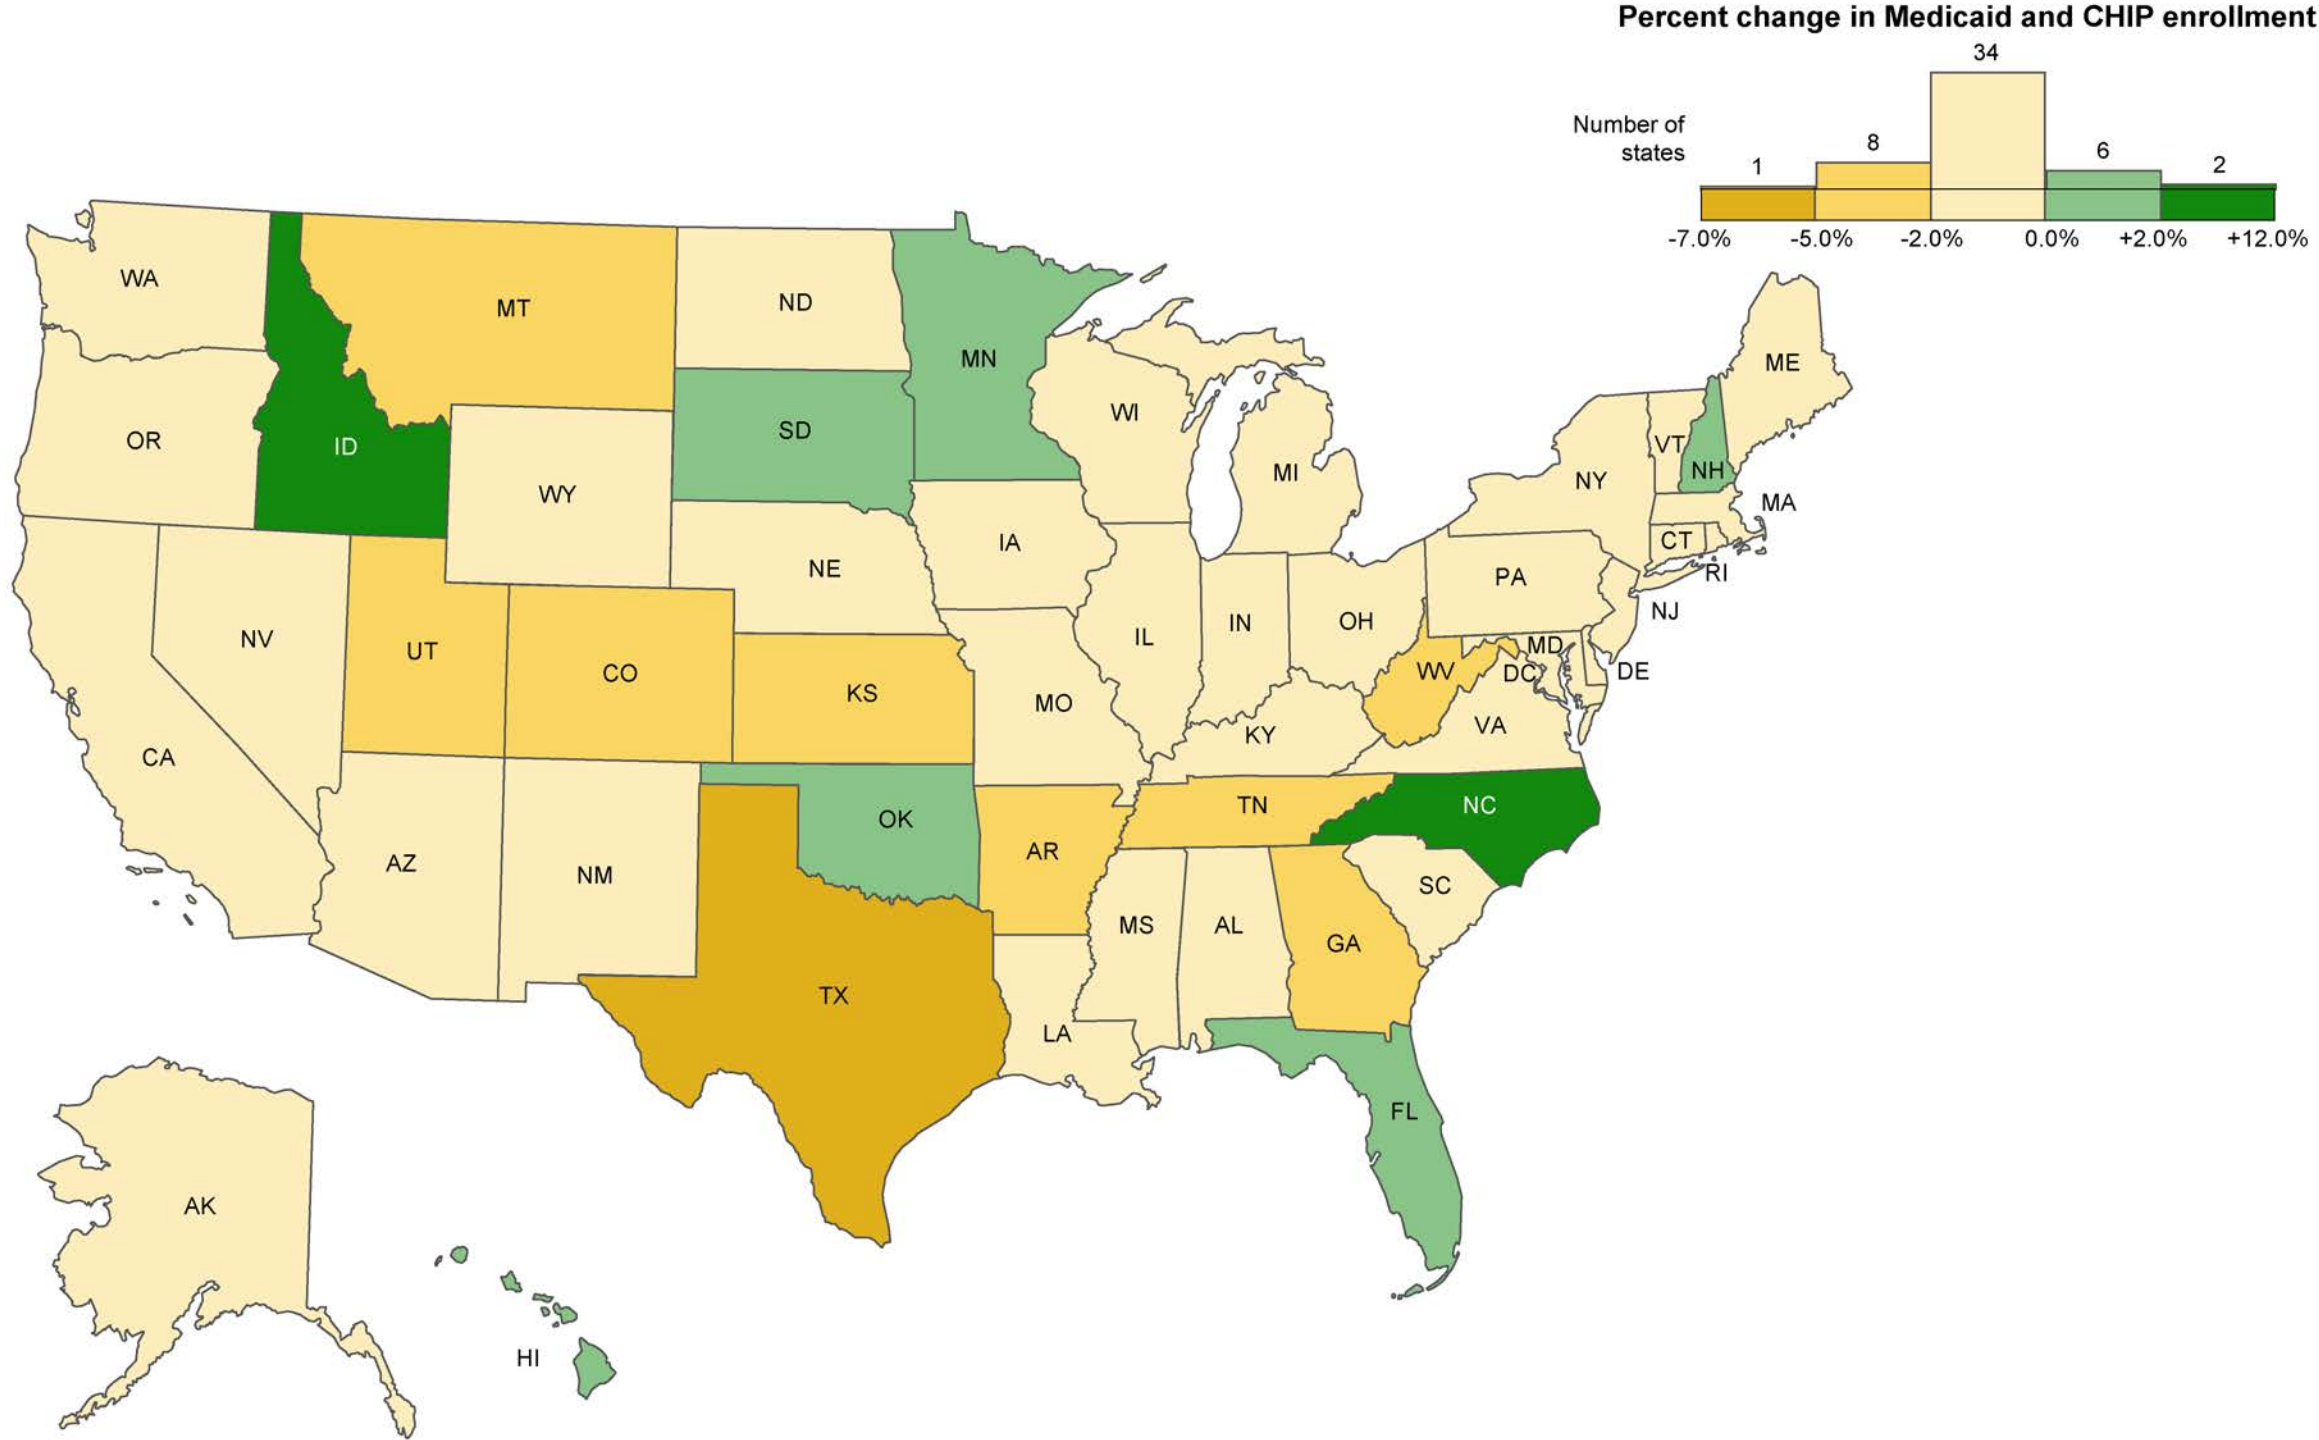 Percent change in Medicaid and CHIP enrollment
34
Number of
states
1
8
6
2
-7.0%
-5.0%
-2.0%
0.0%
+2.0%
+12.0%
WA
MT
ND
MN
ME
OR
ID
SD
WI
MI
VT
NH
NY
MA
WY
IA
CT
NE
PA
RI
NV
UT
CO
KS
MO
IL
IN
OH
NJ
WV
MD
DC
DE
KY
VA
CA
AZ
NM
OK
AR
TN
NC
SC
MS
AL
GA
TX
LA
FL
AK
HI